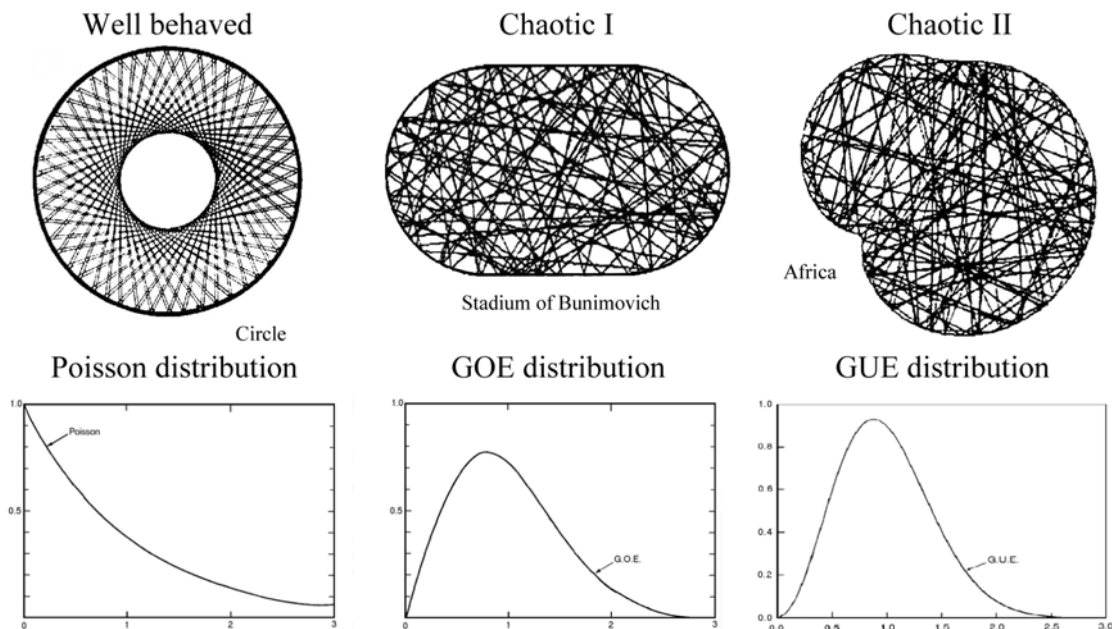 Well behaved
Chaotic I
Chaotic II
Circle
Stadium of Bunimovich
Africa
Poisson distribution
GOE distribution
GUE distribution
1.0
Poisson
0.5
0 1 2 3
1.0
0.5
G.O.E.
0 1 2 3
1.0
0.8
0.6
0.4
0.2
0.0
G.U.E.
0.0 0.5 1.0 1.5 2.0 2.5 3.0